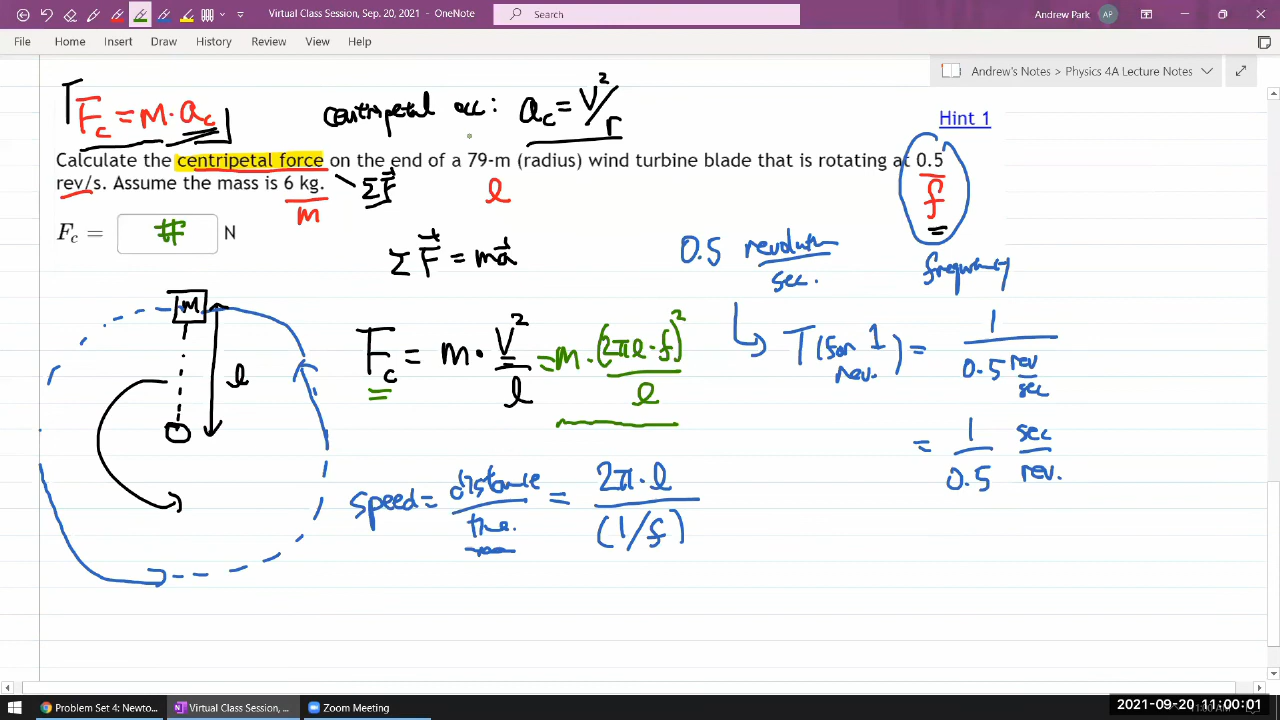 Virtual Class Session, Sep. 20, 2021 - OneNote
Search
Andrew Park
AP
File Home Insert Draw History Review View Help
Andrew's Notes > Physics 4A Lecture Notes
Fc = m · ac
centripetal acc: ac = V²/r
Hint 1
Calculate the centripetal force on the end of a 79-m (radius) wind turbine blade that is rotating at 0.5
rev/s. Assume the mass is 6 kg.
ΣF⃗
l
f
m
Fc = # N
ΣF⃗ = ma⃗
0.5 revolution/sec.
frequency
m
l
Fc = m · V²/l = m · (2πl·f)²/l
T(for 1 rev.) = 1/(0.5 rev/sec)
= 1/0.5 sec/rev.
speed = distance/time = 2π·l/(1/f)
Problem Set 4: Newto...
Virtual Class Session,...
Zoom Meeting
2021-09-20 11:00:01